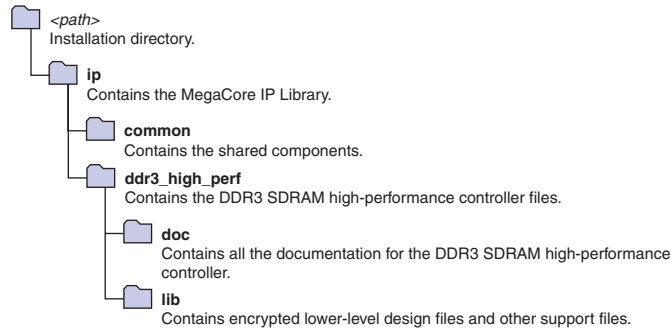 <path>
Installation directory.
ip
Contains the MegaCore IP Library.
common
Contains the shared components.
ddr3_high_perf
Contains the DDR3 SDRAM high-performance controller files.
doc
Contains all the documentation for the DDR3 SDRAM high-performance
controller.
lib
Contains encrypted lower-level design files and other support files.